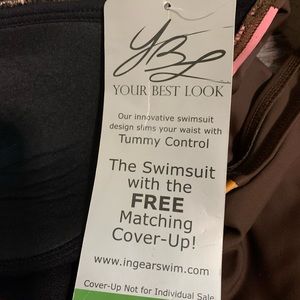 YBL
YOUR BEST LOOK
Our innovative swimsuit
design slims your waist with
Tummy Control
The Swimsuit
with the
FREE
Matching
Cover-Up!
www.ingearswim.com
Cover-Up Not for Individual Sale